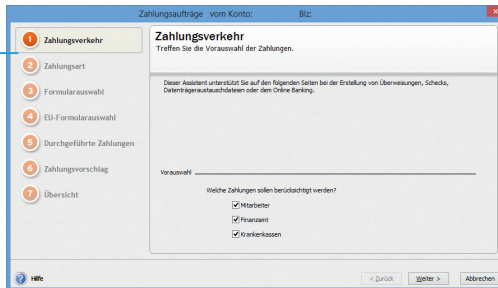 Zahlungsaufträge vom Konto: Biz:
1 Zahlungsverkehr
2 Zahlungsart
3 Formularauswahl
4 EU-Formularauswahl
5 Durchgeführte Zahlungen
6 Zahlungsvorschlag
7 Übersicht
Zahlungsverkehr
Treffen Sie die Vorauswahl der Zahlungen.
Dieser Assistent unterstützt Sie auf den folgenden Seiten bei der Erstellung von Überweisungen, Schecks,
Datenträgeraustauschdateien oder dem Online Banking.
Vorauswahl
Welche Zahlungen sollen berücksichtigt werden?
Mitarbeiter
Finanzamt
Krankenkassen
Hilfe
< Zurück Weiter > Abbrechen